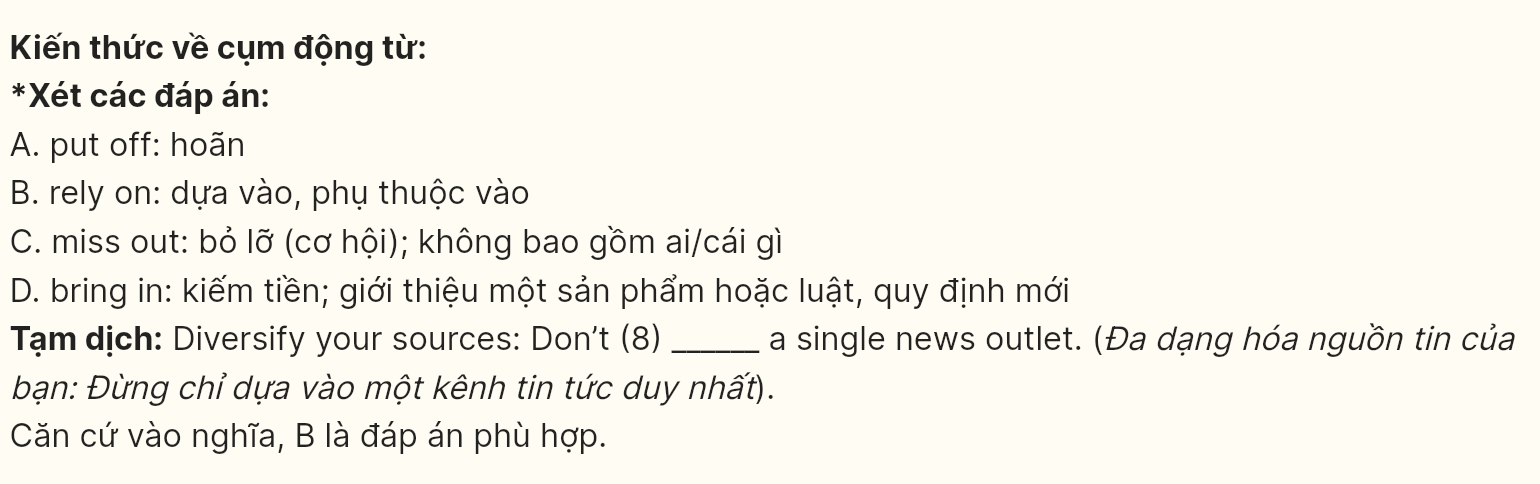 Kiến thức về cụm động từ:
*Xét các đáp án:
A. put off: hoãn
B. rely on: dựa vào, phụ thuộc vào
C. miss out: bỏ lỡ (cơ hội); không bao gồm ai/cái gì
D. bring in: kiếm tiền; giới thiệu một sản phẩm hoặc luật, quy định mới
Tạm dịch: Diversify your sources: Don’t (8) ______ a single news outlet. (Đa dạng hóa nguồn tin của
bạn: Đừng chỉ dựa vào một kênh tin tức duy nhất).
Căn cứ vào nghĩa, B là đáp án phù hợp.